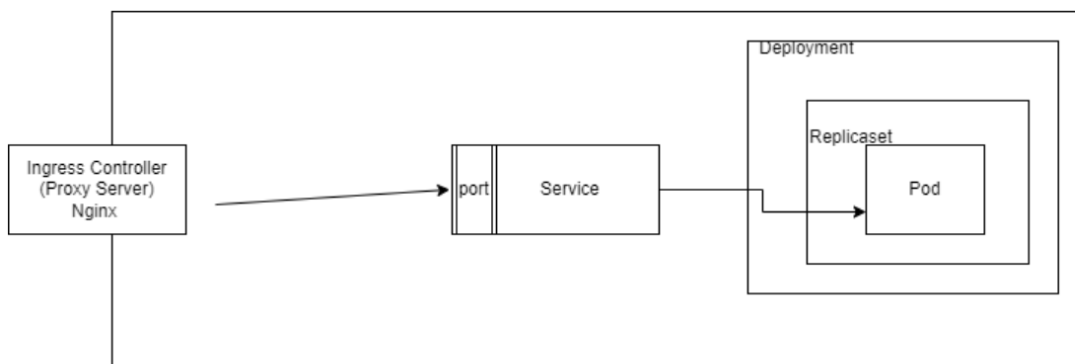 Deployment
Replicaset
Ingress Controller
(Proxy Server)
Nginx
port
Service
Pod